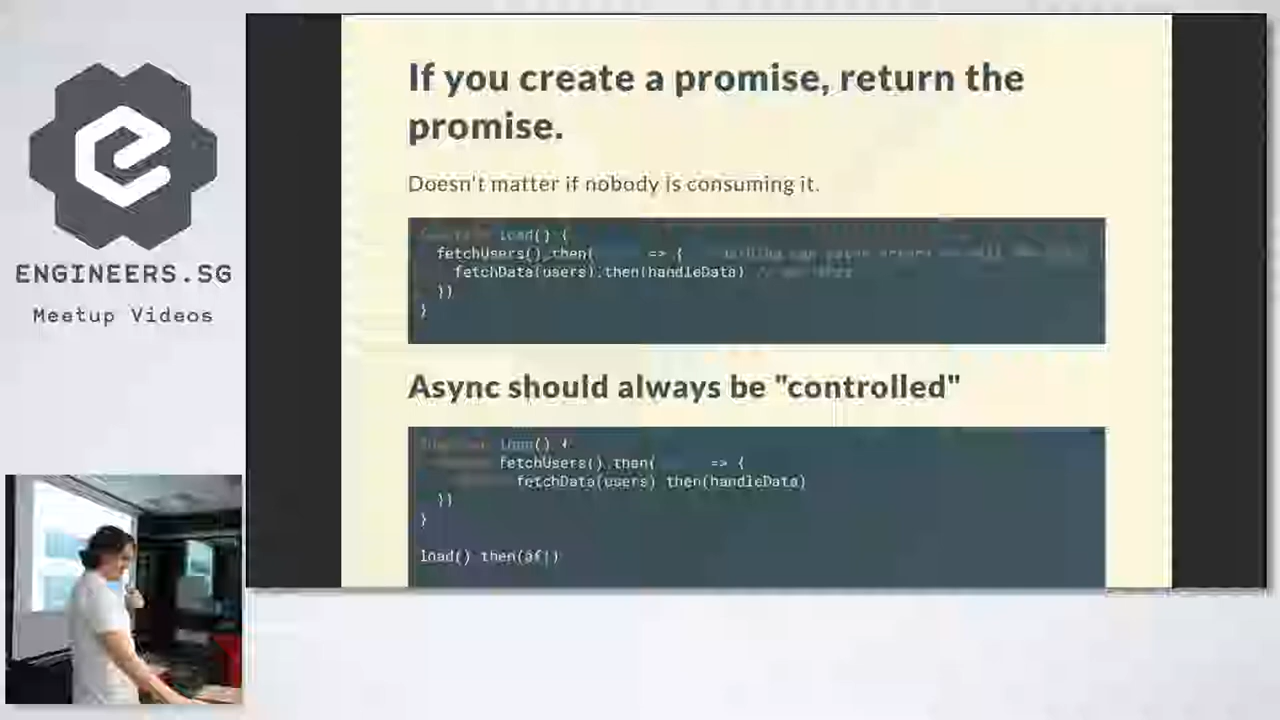 ENGINEERS.SG
Meetup Videos
If you create a promise, return the
promise.
Doesn't matter if nobody is consuming it.
load() {
fetchUsers().then( => {
fetchData(users).then(handleData)
})
}
Async should always be "controlled"
() {
fetchUsers().then( => {
fetchData(users) then(handleData)
})
}
load() then(â€¦)